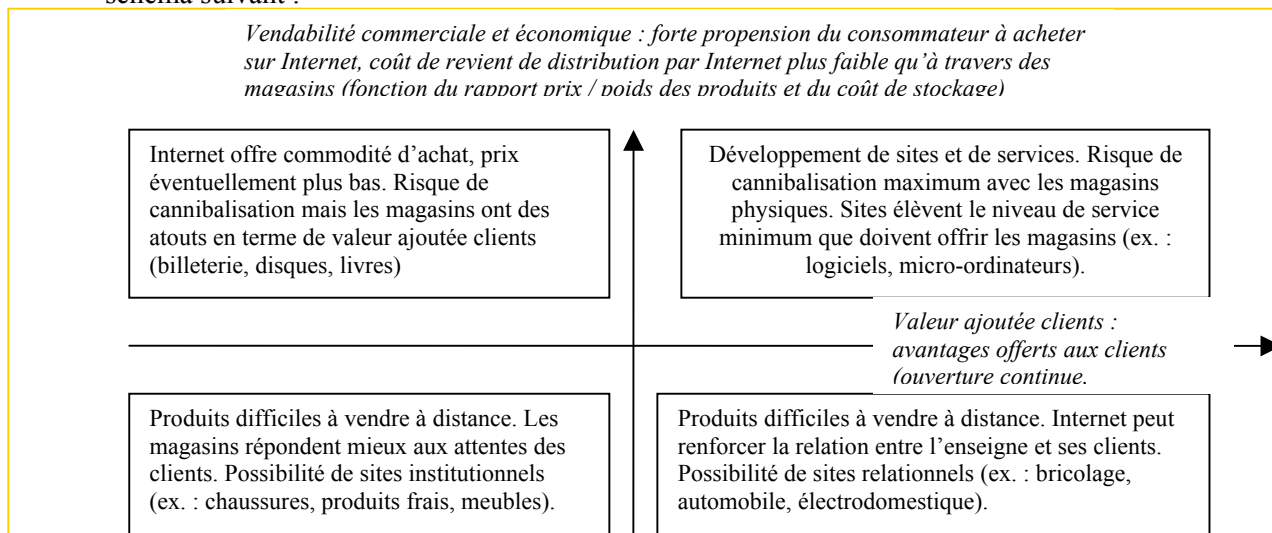 schéma suivant :
Vendabilité commerciale et économique : forte propension du consommateur à acheter
sur Internet, coût de revient de distribution par Internet plus faible qu'à travers des
magasins (fonction du rapport prix / poids des produits et du coût de stockage)
Internet offre commodité d'achat, prix
éventuellement plus bas. Risque de
cannibalisation mais les magasins ont des
atouts en terme de valeur ajoutée clients
(billeterie, disques, livres)
Développement de sites et de services. Risque de
cannibalisation maximum avec les magasins
physiques. Sites élèvent le niveau de service
minimum que doivent offrir les magasins (ex. :
logiciels, micro-ordinateurs).
Valeur ajoutée clients :
avantages offerts aux clients
(ouverture continue.
Produits difficiles à vendre à distance. Les
magasins répondent mieux aux attentes des
clients. Possibilité de sites institutionnels
(ex. : chaussures, produits frais, meubles).
Produits difficiles à vendre à distance. Internet peut
renforcer la relation entre l'enseigne et ses clients.
Possibilité de sites relationnels (ex. : bricolage,
automobile, électrodomestique).